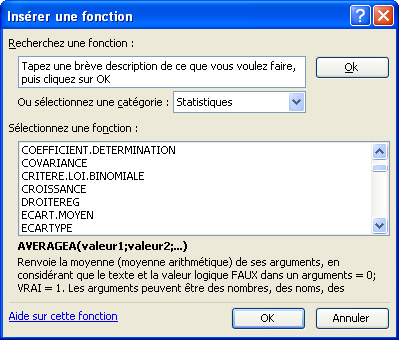 Insérer une fonction
Recherchez une fonction :
Tapez une brève description de ce que vous voulez faire,
puis cliquez sur OK
Ok
Ou sélectionnez une catégorie : Statistiques
Sélectionnez une fonction :
COEFFICIENT.DETERMINATION
COVARIANCE
CRITERE.LOI.BINOMIALE
CROISSANCE
DROITEREG
ECART.MOYEN
ECARTYPE
AVERAGEA(valeur1;valeur2;...)
Renvoie la moyenne (moyenne arithmétique) de ses arguments, en
considérant que le texte et la valeur logique FAUX dans un arguments = 0;
VRAI = 1. Les arguments peuvent être des nombres, des noms, des
Aide sur cette fonction
OK
Annuler